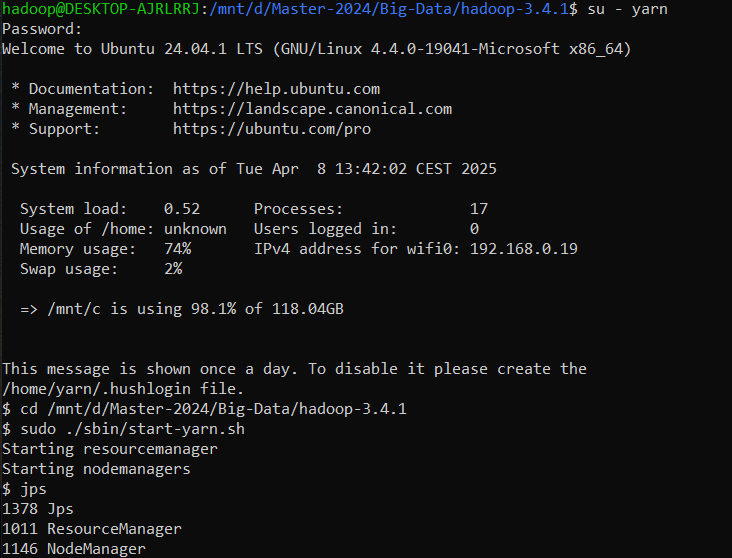 hadoop@DESKTOP-AJRLRRJ:/mnt/d/Master-2024/Big-Data/hadoop-3.4.1$ su - yarn
Password:
Welcome to Ubuntu 24.04.1 LTS (GNU/Linux 4.4.0-19041-Microsoft x86_64)
* Documentation:  https://help.ubuntu.com
* Management:     https://landscape.canonical.com
* Support:        https://ubuntu.com/pro
System information as of Tue Apr  8 13:42:02 CEST 2025
System load:    0.52      Processes:              17
Usage of /home: unknown   Users logged in:        0
Memory usage:   74%       IPv4 address for wifi0: 192.168.0.19
Swap usage:     2%
=> /mnt/c is using 98.1% of 118.04GB
This message is shown once a day. To disable it please create the
/home/yarn/.hushlogin file.
$ cd /mnt/d/Master-2024/Big-Data/hadoop-3.4.1
$ sudo ./sbin/start-yarn.sh
Starting resourcemanager
Starting nodemanagers
$ jps
1378 Jps
1011 ResourceManager
1146 NodeManager